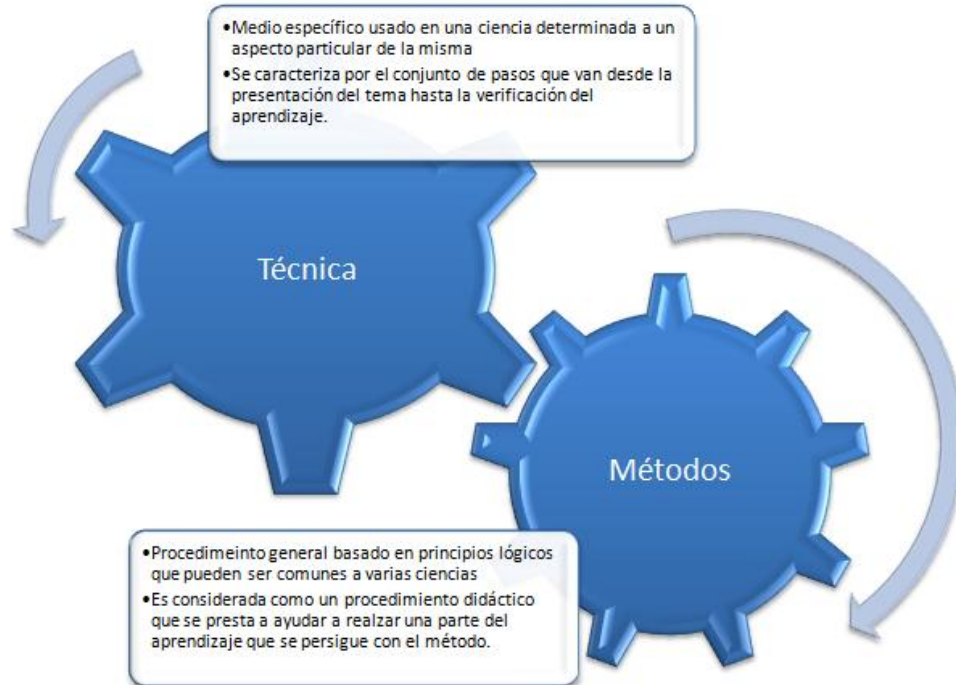 •Medio específico usado en una ciencia determinada a un
aspecto particular de la misma
•Se caracteriza por el conjunto de pasos que van desde la
presentación del tema hasta la verificación del
aprendizaje.
Técnica
Métodos
•Procedimeinto general basado en principios lógicos
que pueden ser comunes a varias ciencias
•Es considerada como un procedimiento didáctico
que se presta a ayudar a realzar una parte del
aprendizaje que se persigue con el método.